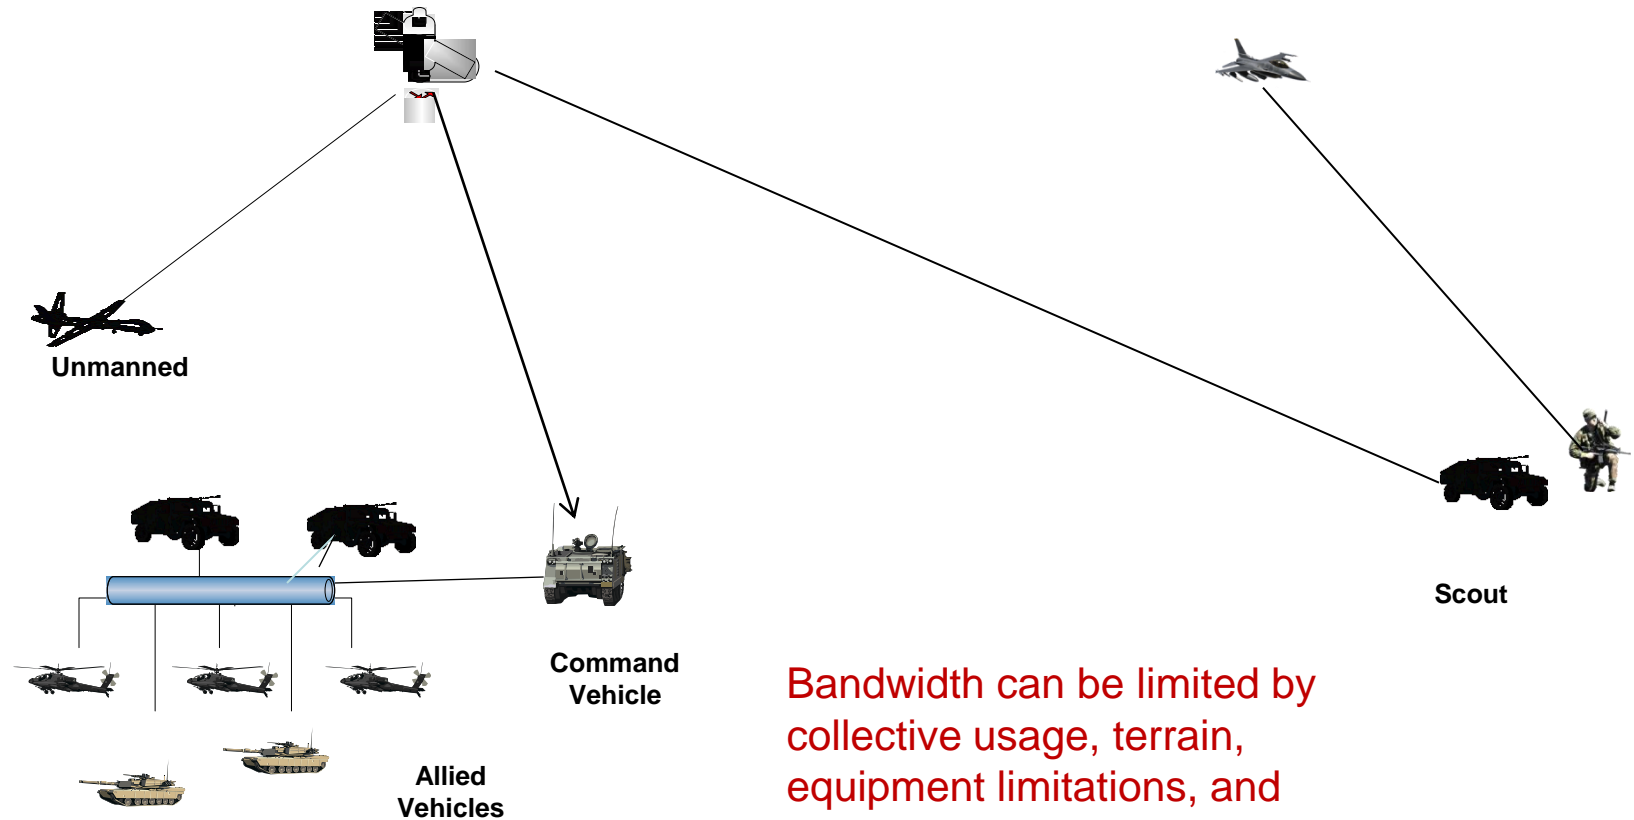 Unmanned
Scout
Command
Vehicle
Bandwidth can be limited by
collective usage, terrain,
equipment limitations, and
Allied
Vehicles